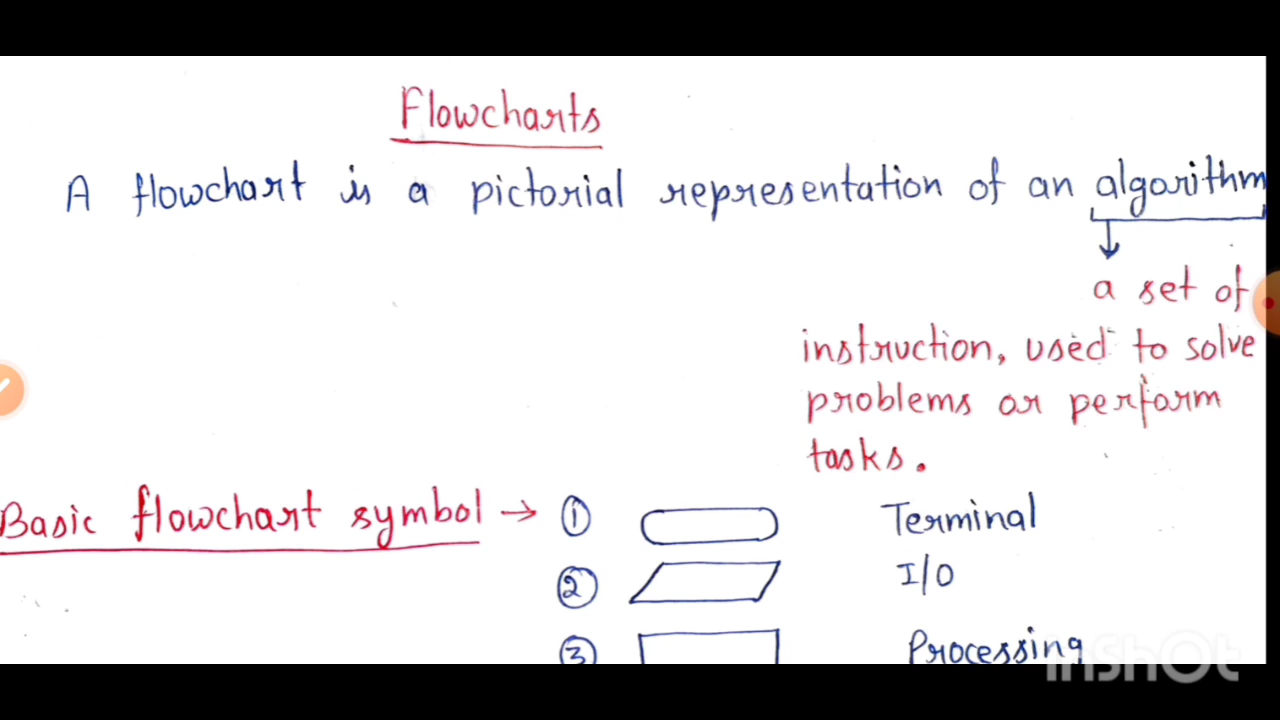 Flowcharts
A flowchart is a pictorial representation of an algorithm
a set of
instruction, used to solve
problems or perform
tasks.
Basic flowchart symbol → ① Terminal
② I/O
③ Processing
InShOt